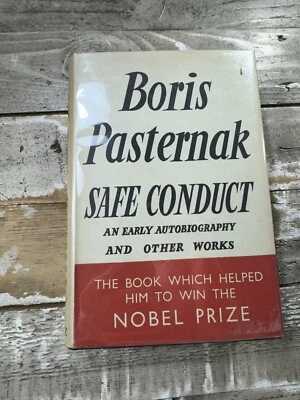 Boris
Pasternak
SAFE CONDUCT
AN EARLY AUTOBIOGRAPHY
AND OTHER WORKS
THE BOOK WHICH HELPED
HIM TO WIN THE
NOBEL PRIZE